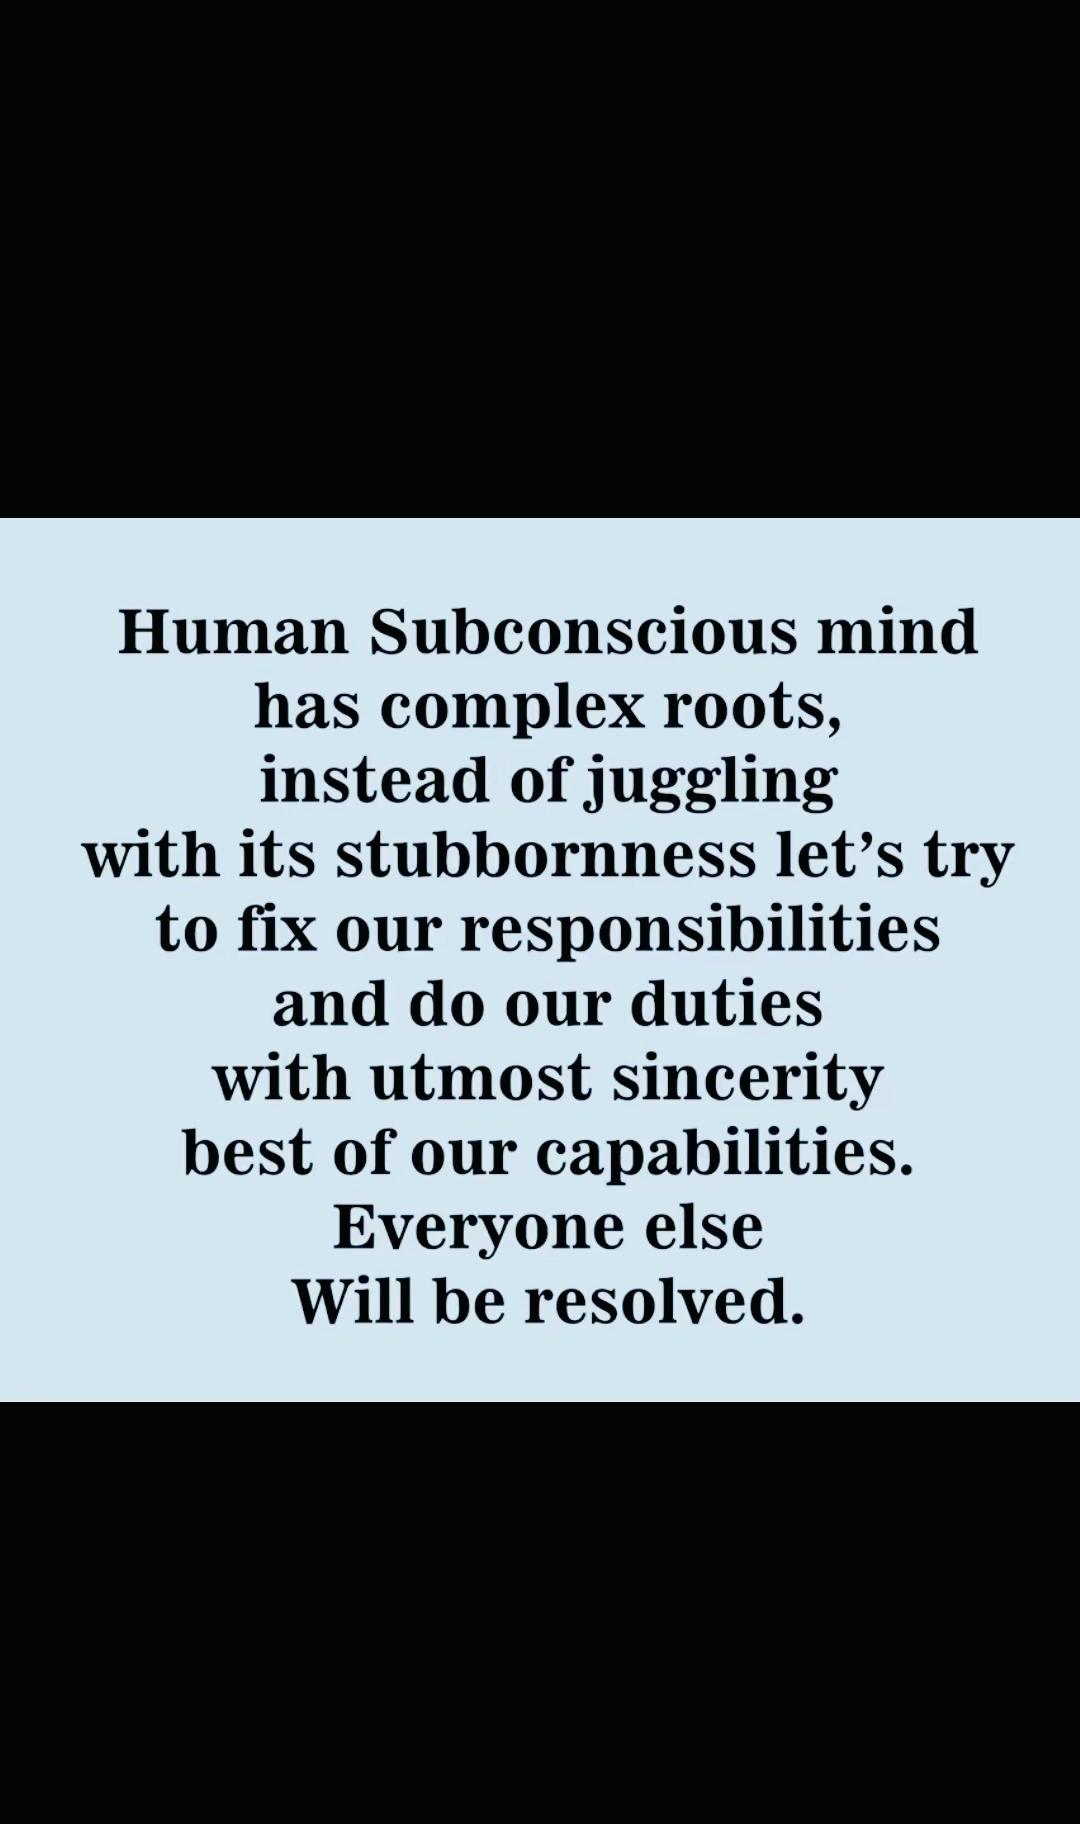 Human Subconscious mind
has complex roots,
instead of juggling
with its stubbornness let’s try
to fix our responsibilities
and do our duties
with utmost sincerity
best of our capabilities.
Everyone else
Will be resolved.